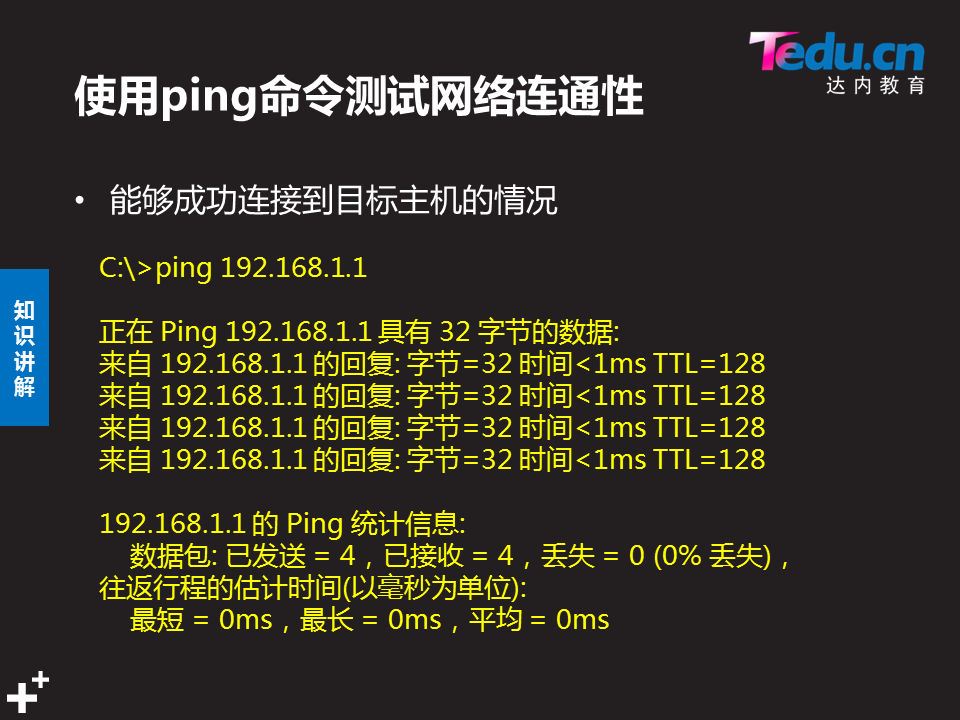 Tedu.cn
达内教育
使用ping命令测试网络连通性
• 能够成功连接到目标主机的情况
C:\>ping 192.168.1.1
正在 Ping 192.168.1.1 具有 32 字节的数据:
来自 192.168.1.1 的回复: 字节=32 时间<1ms TTL=128
来自 192.168.1.1 的回复: 字节=32 时间<1ms TTL=128
来自 192.168.1.1 的回复: 字节=32 时间<1ms TTL=128
来自 192.168.1.1 的回复: 字节=32 时间<1ms TTL=128
192.168.1.1 的 Ping 统计信息:
数据包: 已发送 = 4，已接收 = 4，丢失 = 0 (0% 丢失)，
往返行程的估计时间(以毫秒为单位):
最短 = 0ms，最长 = 0ms，平均 = 0ms
知
识
讲
解